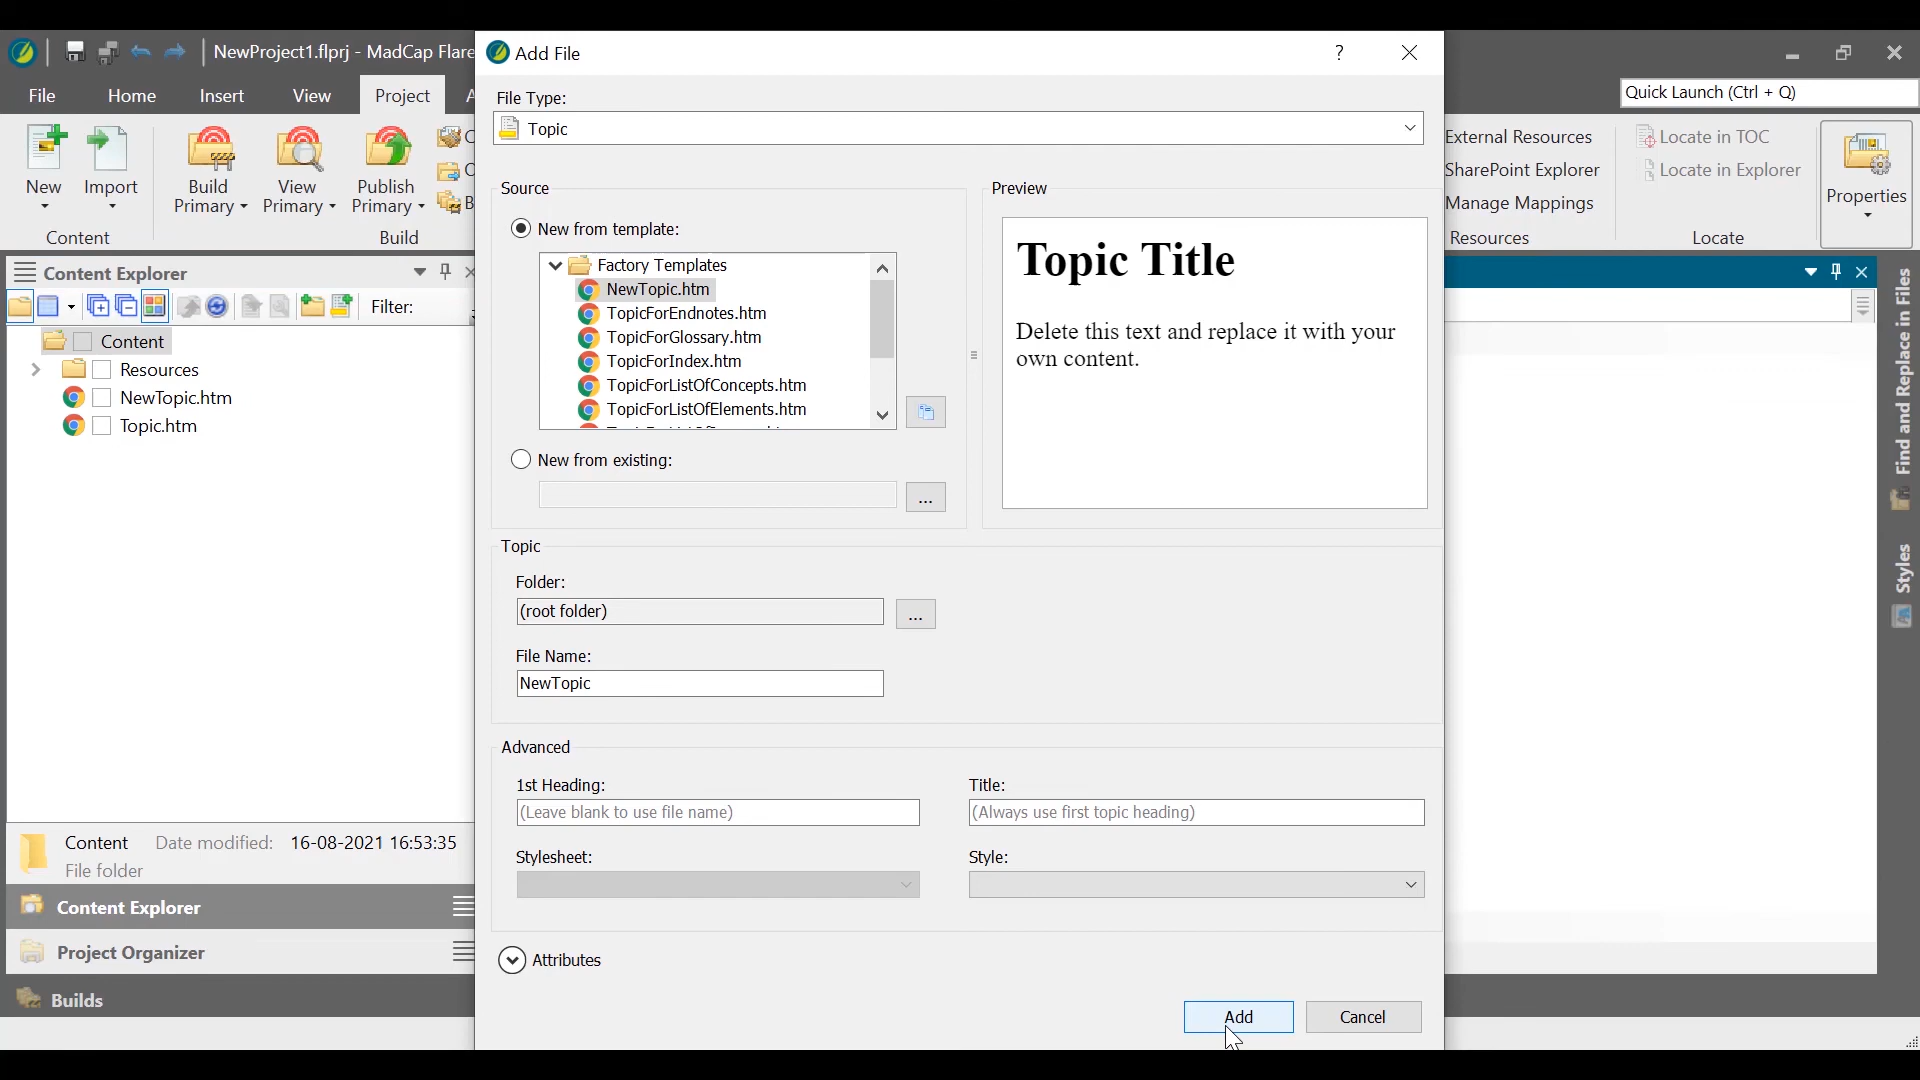 NewProject1.flprj - MadCap Flare
Add File
?
File
Home
Insert
View
Project
A
Quick Launch (Ctrl + Q)
File Type:
Topic
New
Import
Build
Primary
View
Primary
Publish
Primary
Content
Build
External Resources
SharePoint Explorer
Manage Mappings
Resources
Locate in TOC
Locate in Explorer
Locate
Properties
Source
New from template:
Factory Templates
NewTopic.htm
TopicForEndnotes.htm
TopicForGlossary.htm
TopicForIndex.htm
TopicForListOfConcepts.htm
TopicForListOfElements.htm
New from existing:
...
Preview
Topic Title
Delete this text and replace it with your
own content.
Content Explorer
Filter:
Content
Resources
NewTopic.htm
Topic.htm
Topic
Folder:
(root folder)
...
File Name:
NewTopic
Advanced
1st Heading:
(Leave blank to use file name)
Title:
(Always use first topic heading)
Stylesheet:
Style:
Attributes
Add
Cancel
Content Date modified: 16-08-2021 16:53:35
File folder
Content Explorer
Project Organizer
Builds
Find and Replace in Files
Styles